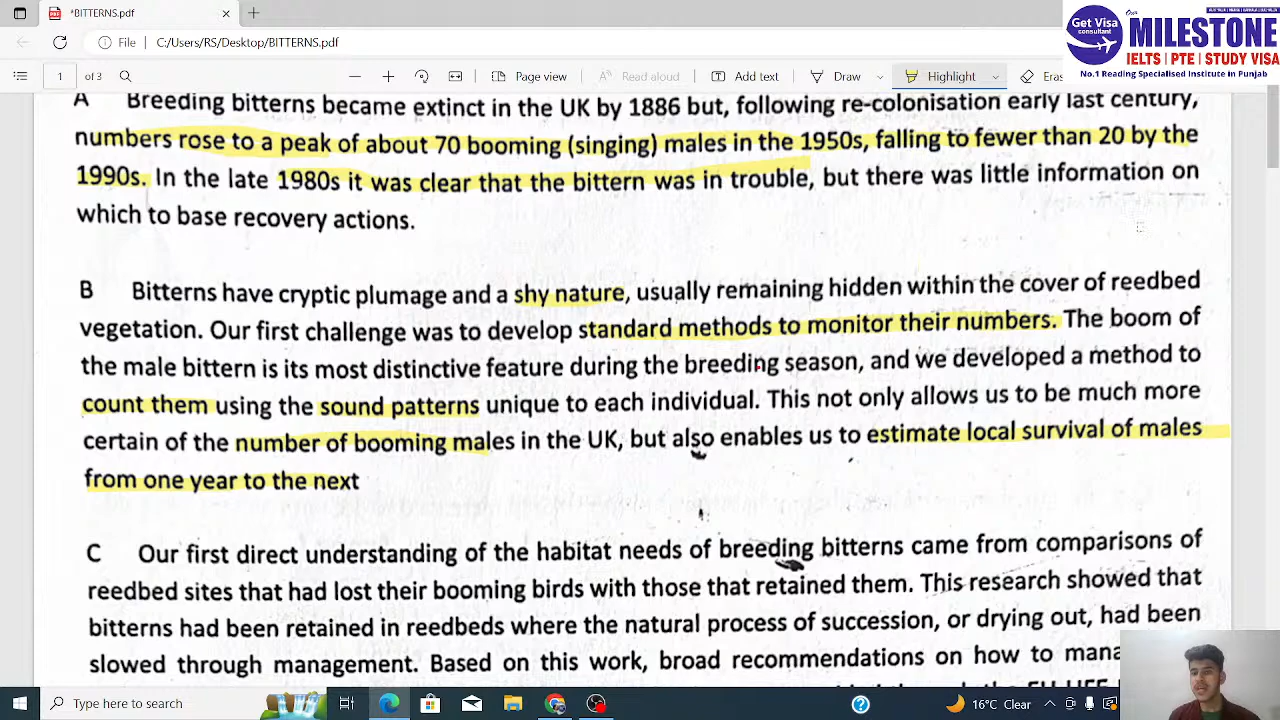 *BITTERNS.pdf
File
C:/Users/RS/Desktop/BITTERNS.pdf
1 of 3
Page view
Read aloud
Add text
Draw
Highlight
Eras
Get Visa
consultant
Our
MILESTONE
IELTS | PTE | STUDY VISA
No.1 Reading Specialised Institute in Punjab
A Breeding bitterns became extinct in the UK by 1886 but, following re-colonisation early last century,
numbers rose to a peak of about 70 booming (singing) males in the 1950s, falling to fewer than 20 by the
1990s. In the late 1980s it was clear that the bittern was in trouble, but there was little information on
which to base recovery actions.
B Bitterns have cryptic plumage and a shy nature, usually remaining hidden within the cover of reedbed
vegetation. Our first challenge was to develop standard methods to monitor their numbers. The boom of
the male bittern is its most distinctive feature during the breeding season, and we developed a method to
count them using the sound patterns unique to each individual. This not only allows us to be much more
certain of the number of booming males in the UK, but also enables us to estimate local survival of males
from one year to the next
C Our first direct understanding of the habitat needs of breeding bitterns came from comparisons of
reedbed sites that had lost their booming birds with those that retained them. This research showed that
bitterns had been retained in reedbeds where the natural process of succession, or drying out, had been
slowed through management. Based on this work, broad recommendations on how to mana
Type here to search
16°C Clear